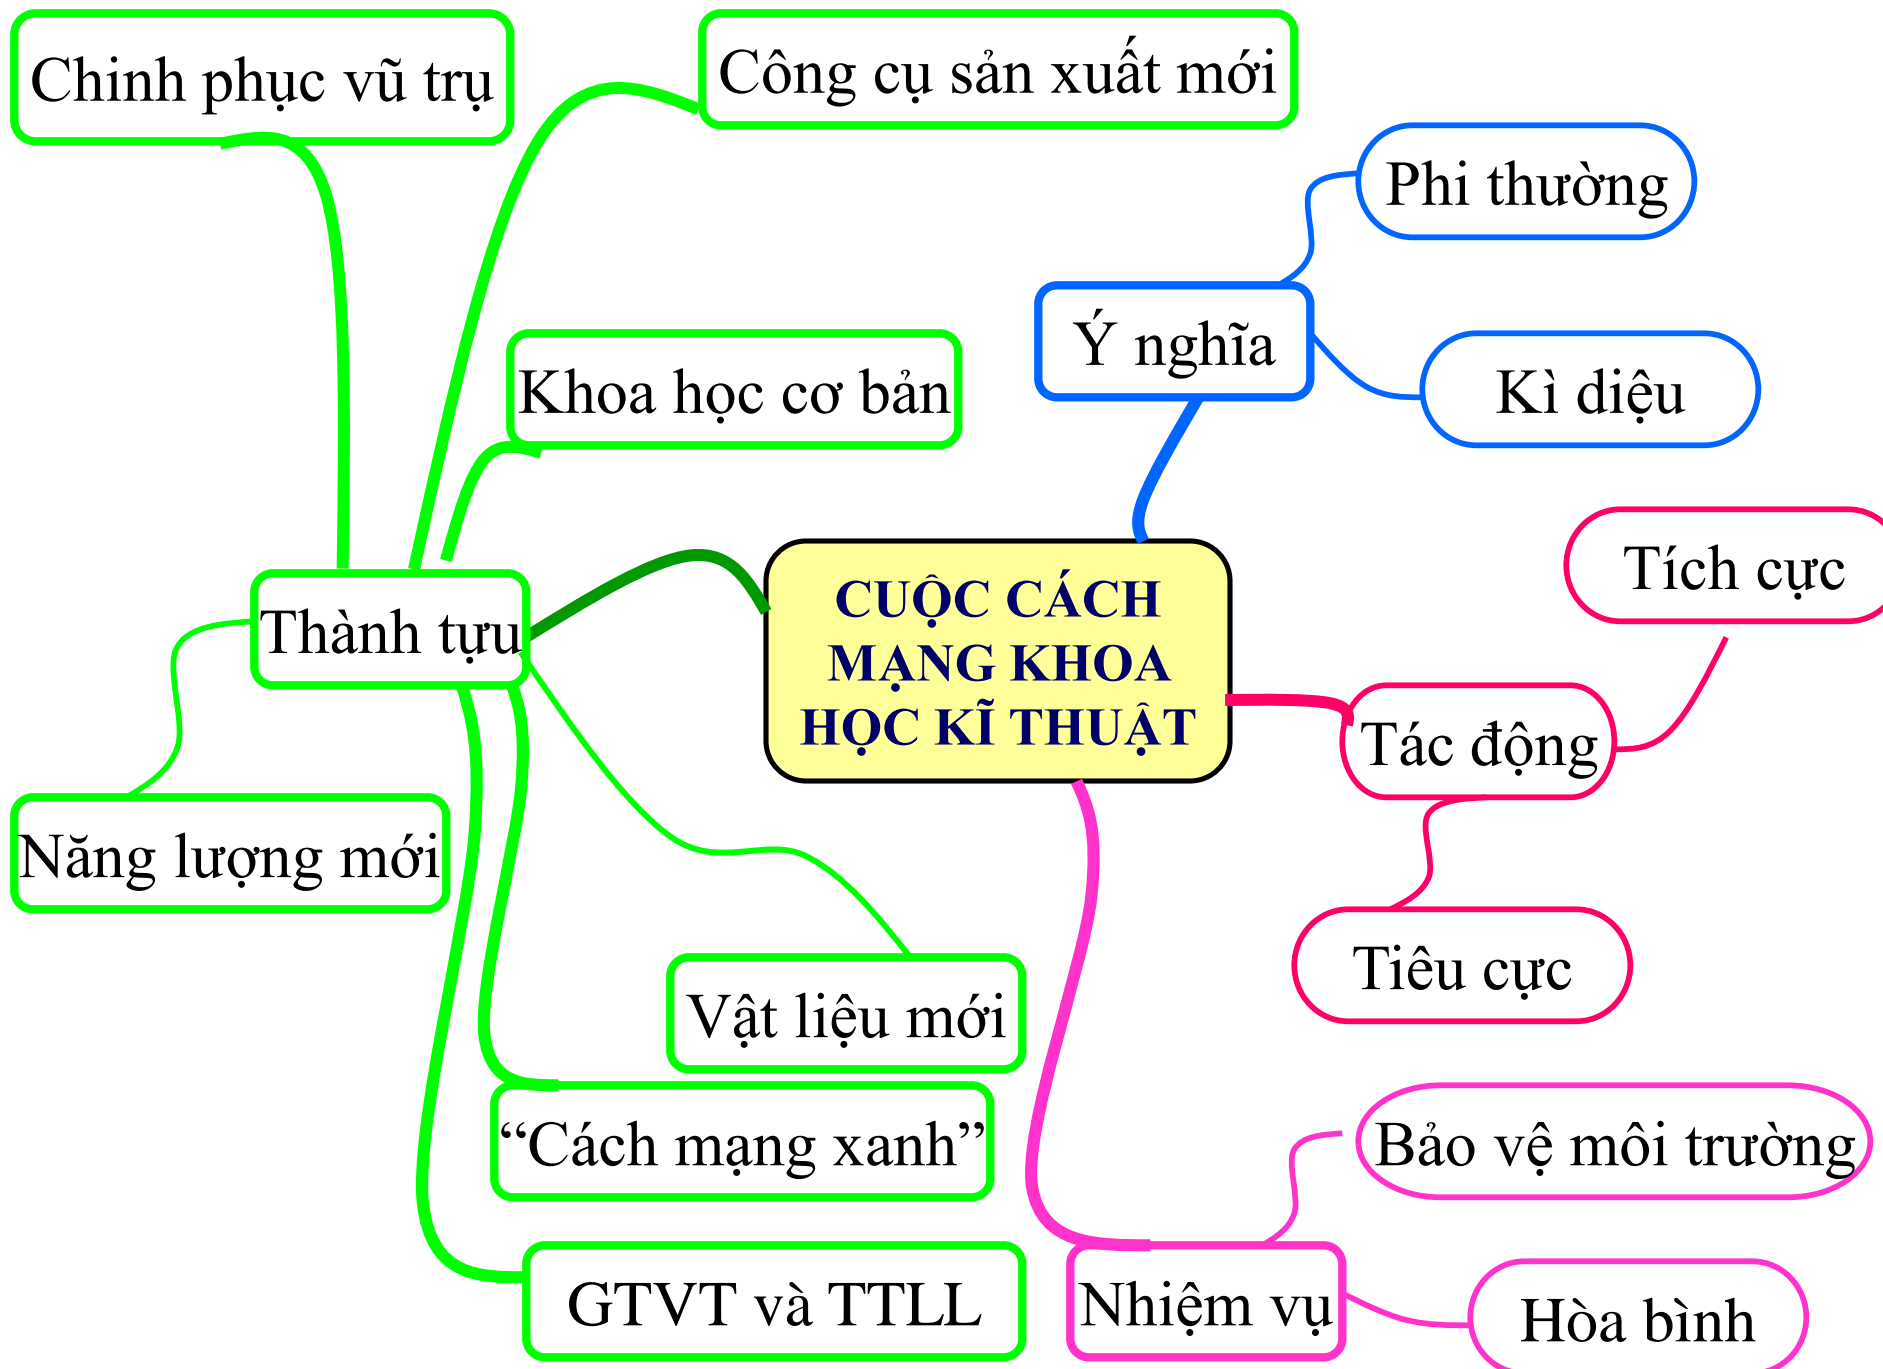 Chinh phục vũ trụ
Công cụ sản xuất mới
Phi thường
Ý nghĩa
Khoa học cơ bản
Kì diệu
Tích cực
CUỘC CÁCH
MẠNG KHOA
HỌC KĨ THUẬT
Thành tựu
Tác động
Năng lượng mới
Tiêu cực
Vật liệu mới
“Cách mạng xanh”
Bảo vệ môi trường
GTVT và TTLL
Nhiệm vụ
Hòa bình